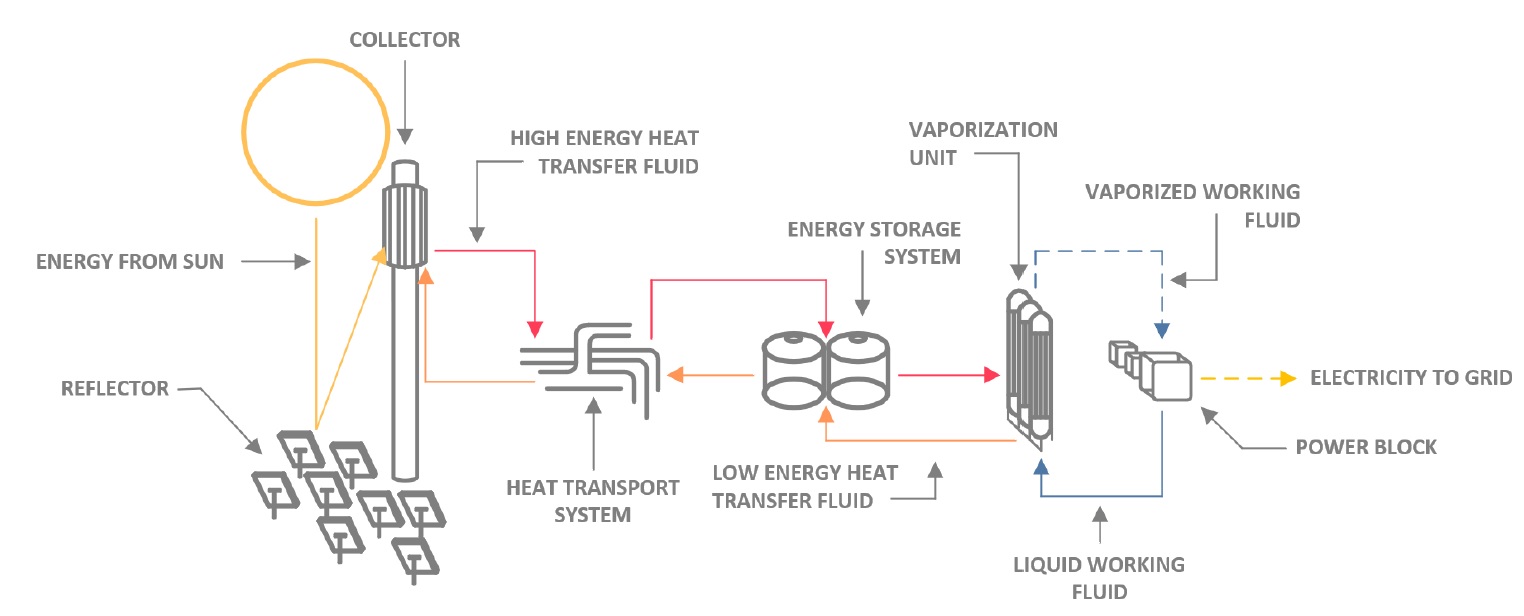 COLLECTOR
HIGH ENERGY HEAT
TRANSFER FLUID
VAPORIZATION
UNIT
VAPORIZED WORKING
FLUID
ENERGY STORAGE
SYSTEM
ENERGY FROM SUN
REFLECTOR
ELECTRICITY TO GRID
POWER BLOCK
HEAT TRANSPORT
SYSTEM
LOW ENERGY HEAT
TRANSFER FLUID
LIQUID WORKING
FLUID